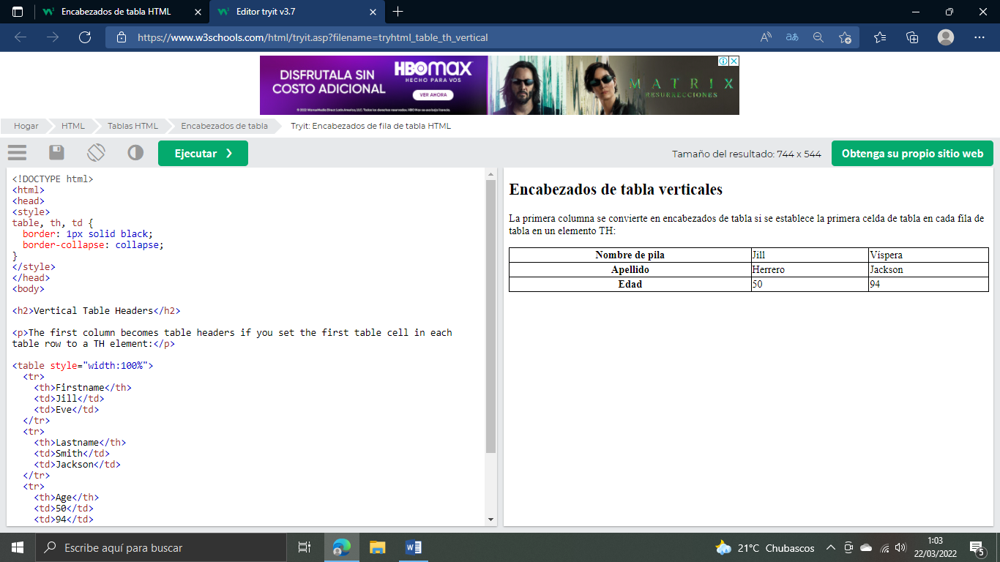 Encabezados de tabla HTML
Editor tryit v3.7
https://www.w3schools.com/html/tryit.asp?filename=tryhtml_table_th_vertical
DISFRUTALA SIN
COSTO ADICIONAL
HBOMAX
HECHO PARA VOS
VER AHORA
MATRIX
RESURRECCIONES
Hogar
HTML
Tablas HTML
Encabezados de tabla
Tryit: Encabezados de fila de tabla HTML
Ejecutar ❯
Tamaño del resultado: 744 x 544
Obtenga su propio sitio web
<!DOCTYPE html>
<html>
<head>
<style>
table, th, td {
  border: 1px solid black;
  border-collapse: collapse;
}
</style>
</head>
<body>
<h2>Vertical Table Headers</h2>
<p>The first column becomes table headers if you set the first table cell in each
table row to a TH element:</p>
<table style="width:100%">
  <tr>
    <th>Firstname</th>
    <td>Jill</td>
    <td>Eve</td>
  </tr>
  <tr>
    <th>Lastname</th>
    <td>Smith</td>
    <td>Jackson</td>
  </tr>
  <tr>
    <th>Age</th>
    <td>50</td>
    <td>94</td>
Encabezados de tabla verticales
La primera columna se convierte en encabezados de tabla si se establece la primera celda de tabla en cada fila de
tabla en un elemento TH:
Nombre de pila Jill Víspera
Apellido Herrero Jackson
Edad 50 94
Escribe aquí para buscar
21°C Chubascos
1:03
22/03/2022
5